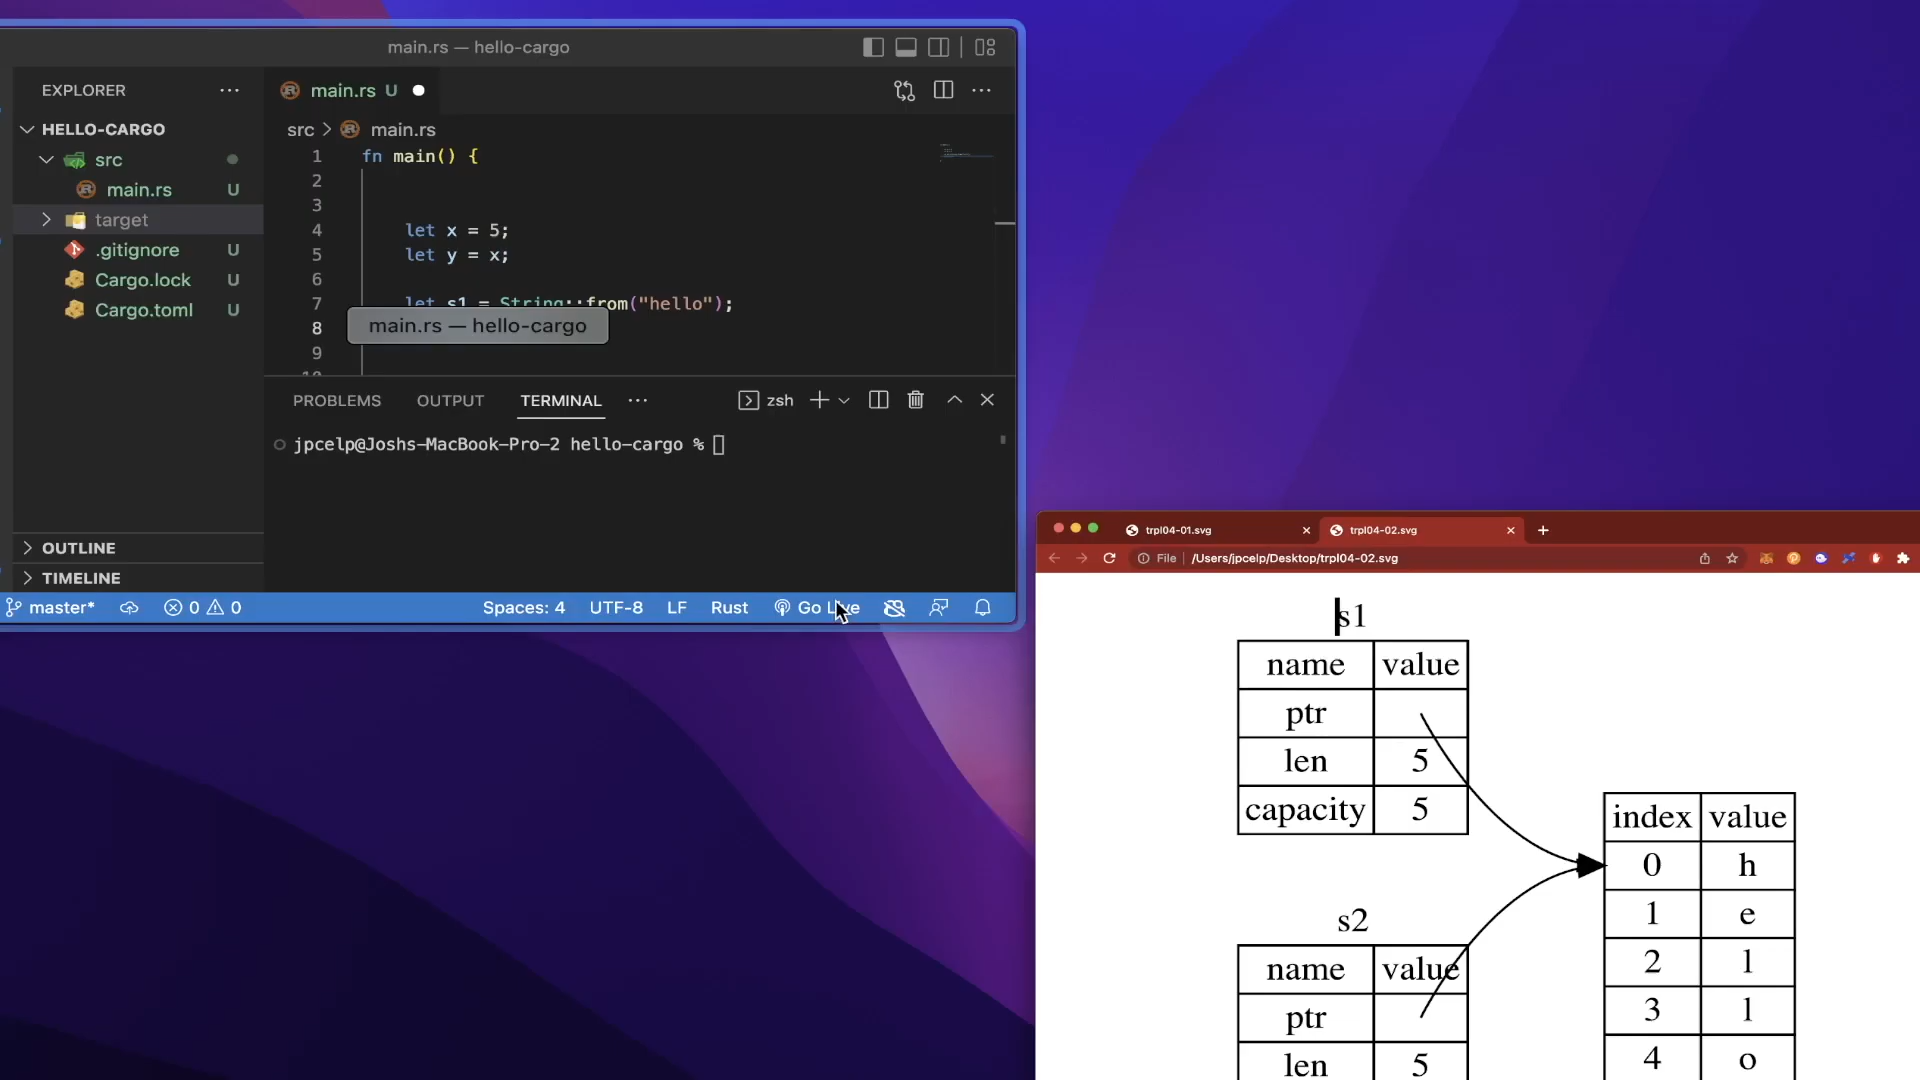 main.rs — hello-cargo
EXPLORER
main.rs U
HELLO-CARGO
src
main.rs U
target
.gitignore U
Cargo.lock U
Cargo.toml U
OUTLINE
TIMELINE
src > main.rs
1 fn main() {
2
3
4 let x = 5;
5 let y = x;
6
7 let s1 = String::from("hello");
8
main.rs — hello-cargo
9
PROBLEMS OUTPUT TERMINAL
zsh
jpcelp@Joshs-MacBook-Pro-2 hello-cargo %
master* 0 0 Spaces: 4 UTF-8 LF Rust Go Live
trpl04-01.svg trpl04-02.svg
File /Users/jpcelp/Desktop/trpl04-02.svg
s1
name value
ptr
len 5
capacity 5
s2
name value
ptr
len 5
index value
0 h
1 e
2 l
3 l
4 o